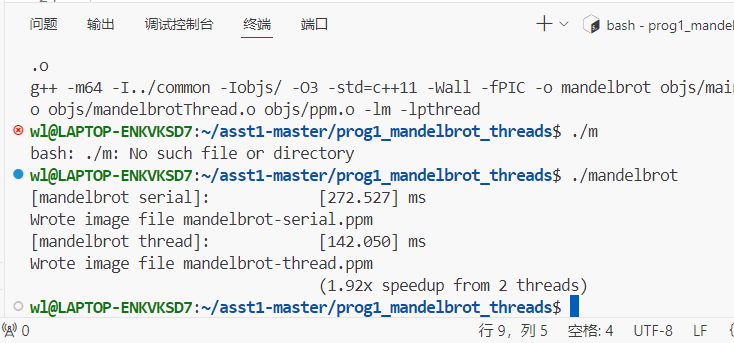 问题 输出 调试控制台 终端 端口 bash - prog1_mandel
.o
g++ -m64 -I../common -Iobjs/ -O3 -std=c++11 -Wall -fPIC -o mandelbrot objs/mai
o objs/mandelbrotThread.o objs/ppm.o -lm -lpthread
wl@LAPTOP-ENKVKSD7:~/asst1-master/prog1_mandelbrot_threads$ ./m
bash: ./m: No such file or directory
wl@LAPTOP-ENKVKSD7:~/asst1-master/prog1_mandelbrot_threads$ ./mandelbrot
[mandelbrot serial]: [272.527] ms
Wrote image file mandelbrot-serial.ppm
[mandelbrot thread]: [142.050] ms
Wrote image file mandelbrot-thread.ppm
(1.92x speedup from 2 threads)
wl@LAPTOP-ENKVKSD7:~/asst1-master/prog1_mandelbrot_threads$
0 行 9，列 5 空格: 4 UTF-8 LF {